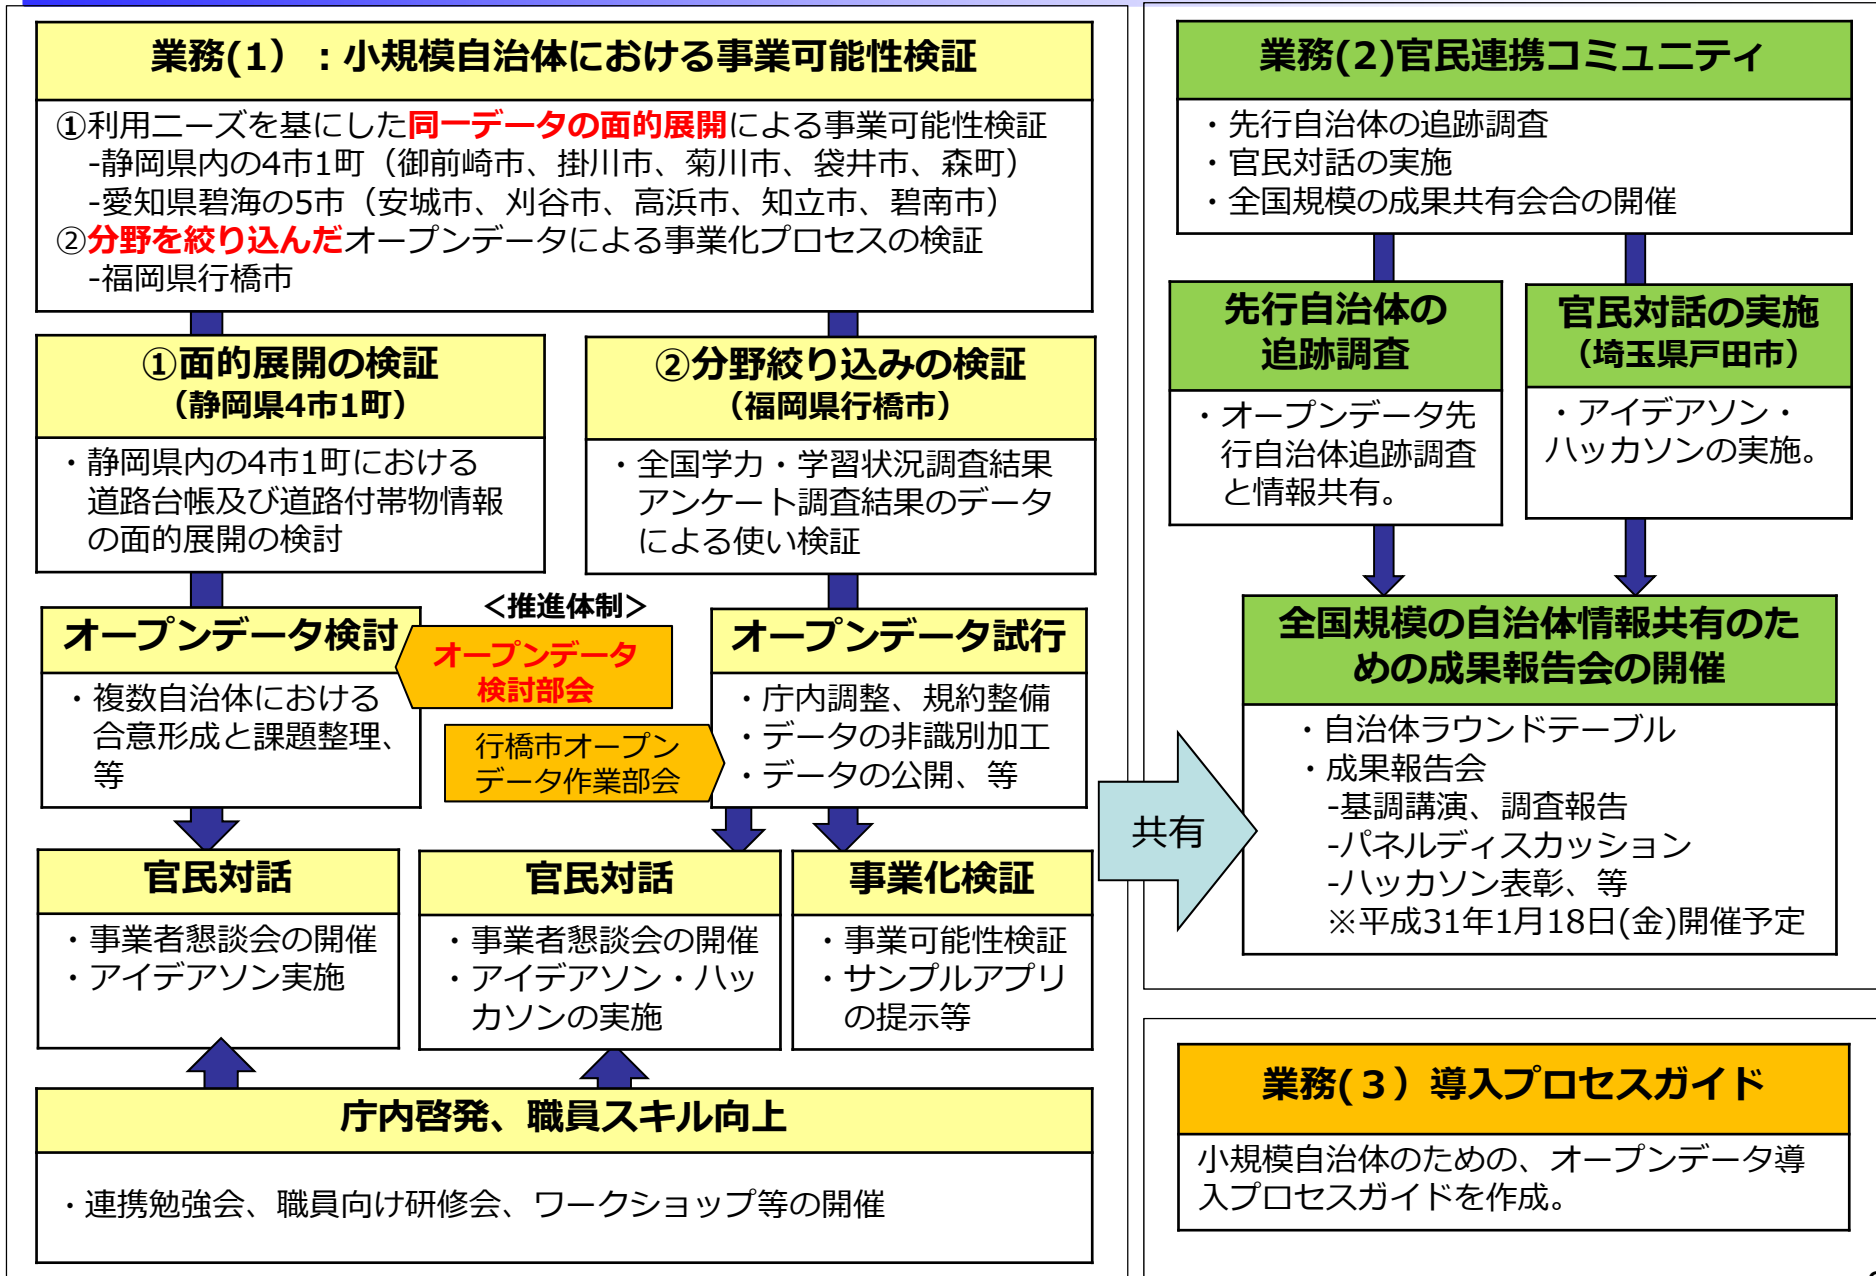 業務(1）：小規模自治体における事業可能性検証
①利用ニーズを基にした同一データの面的展開による事業可能性検証
-静岡県内の4市1町（御前崎市、掛川市、菊川市、袋井市、森町）
-愛知県碧海の5市（安城市、刈谷市、高浜市、知立市、碧南市）
②分野を絞り込んだオープンデータによる事業化プロセスの検証
-福岡県行橋市
①面的展開の検証
（静岡県4市1町）
・静岡県内の4市1町における
道路台帳及び道路付帯物情報
の面的展開の検討
②分野絞り込みの検証
（福岡県行橋市）
・全国学力・学習状況調査結果
アンケート調査結果のデータ
による使い検証
＜推進体制＞
オープンデータ検討
・複数自治体における
合意形成と課題整理、
等
オープンデータ
検討部会
行橋市オープン
データ作業部会
オープンデータ試行
・庁内調整、規約整備
・データの非識別加工
・データの公開、等
官民対話
・事業者懇談会の開催
・アイデアソン実施
官民対話
・事業者懇談会の開催
・アイデアソン・ハッ
カソンの実施
事業化検証
・事業可能性検証
・サンプルアプリ
の提示等
庁内啓発、職員スキル向上
・連携勉強会、職員向け研修会、ワークショップ等の開催
共有
業務(2)官民連携コミュニティ
・先行自治体の追跡調査
・官民対話の実施
・全国規模の成果共有会合の開催
先行自治体の
追跡調査
・オープンデータ先
行自治体追跡調査
と情報共有。
官民対話の実施
（埼玉県戸田市）
・アイデアソン・
ハッカソンの実施。
全国規模の自治体情報共有のた
めの成果報告会の開催
・自治体ラウンドテーブル
・成果報告会
-基調講演、調査報告
-パネルディスカッション
-ハッカソン表彰、等
※平成31年1月18日(金)開催予定
業務(３）導入プロセスガイド
小規模自治体のための、オープンデータ導
入プロセスガイドを作成。